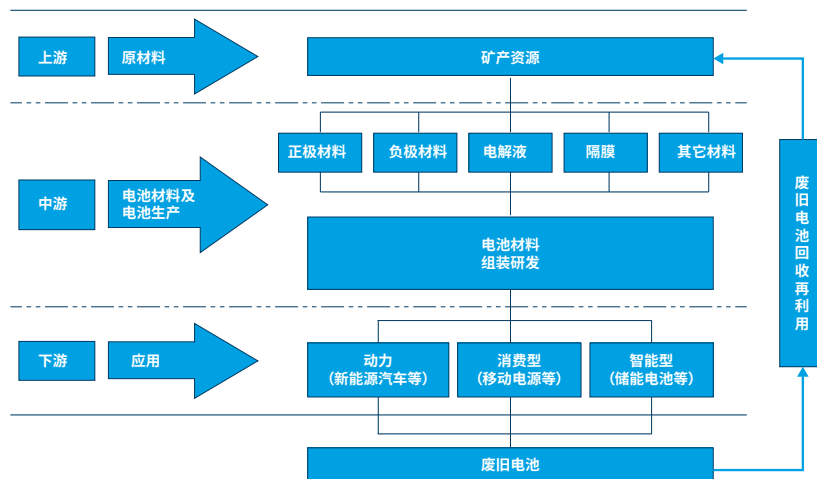 上游
原材料
矿产资源
正极材料
负极材料
电解液
隔膜
其它材料
中游
电池材料及
电池生产
电池材料
组装研发
下游
应用
动力
（新能源汽车等）
消费型
（移动电源等）
智能型
（储能电池等）
废旧电池
废旧电池回收再利用